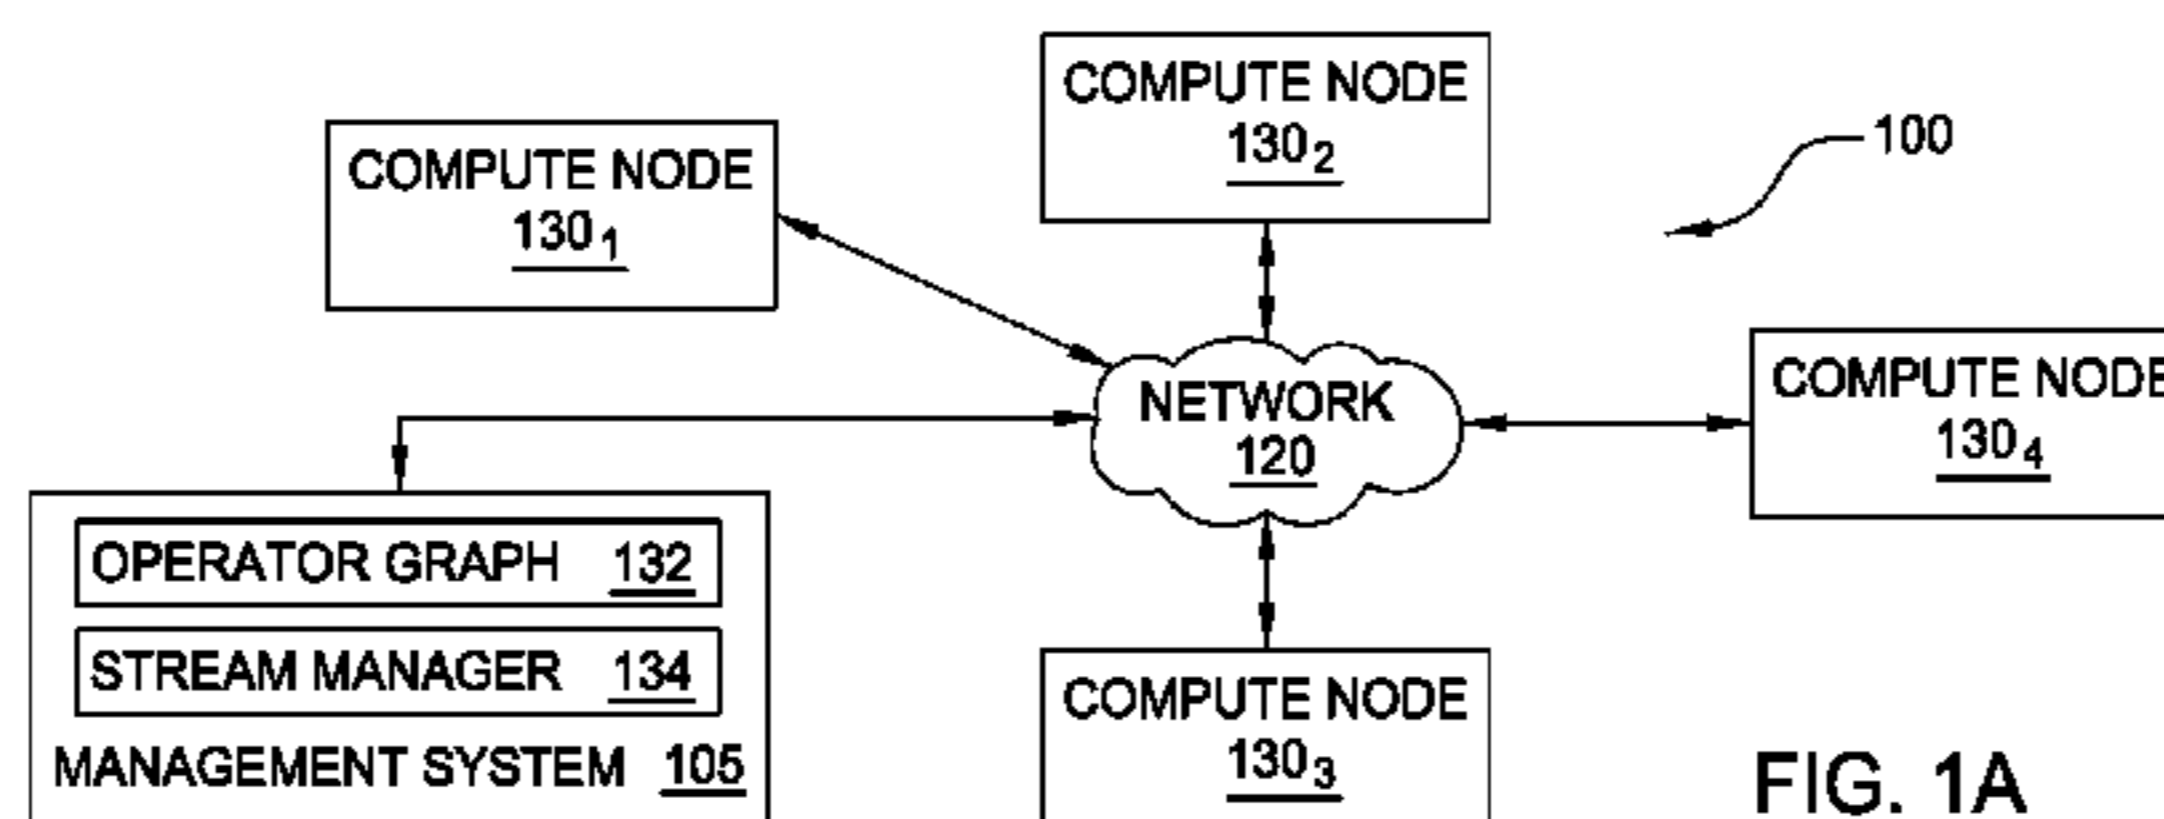 COMPUTE NODE
130₂
COMPUTE NODE
130₁
100
NETWORK
120
COMPUTE NODE
130₄
OPERATOR GRAPH 132
STREAM MANAGER 134
MANAGEMENT SYSTEM 105
COMPUTE NODE
130₃
FIG. 1A